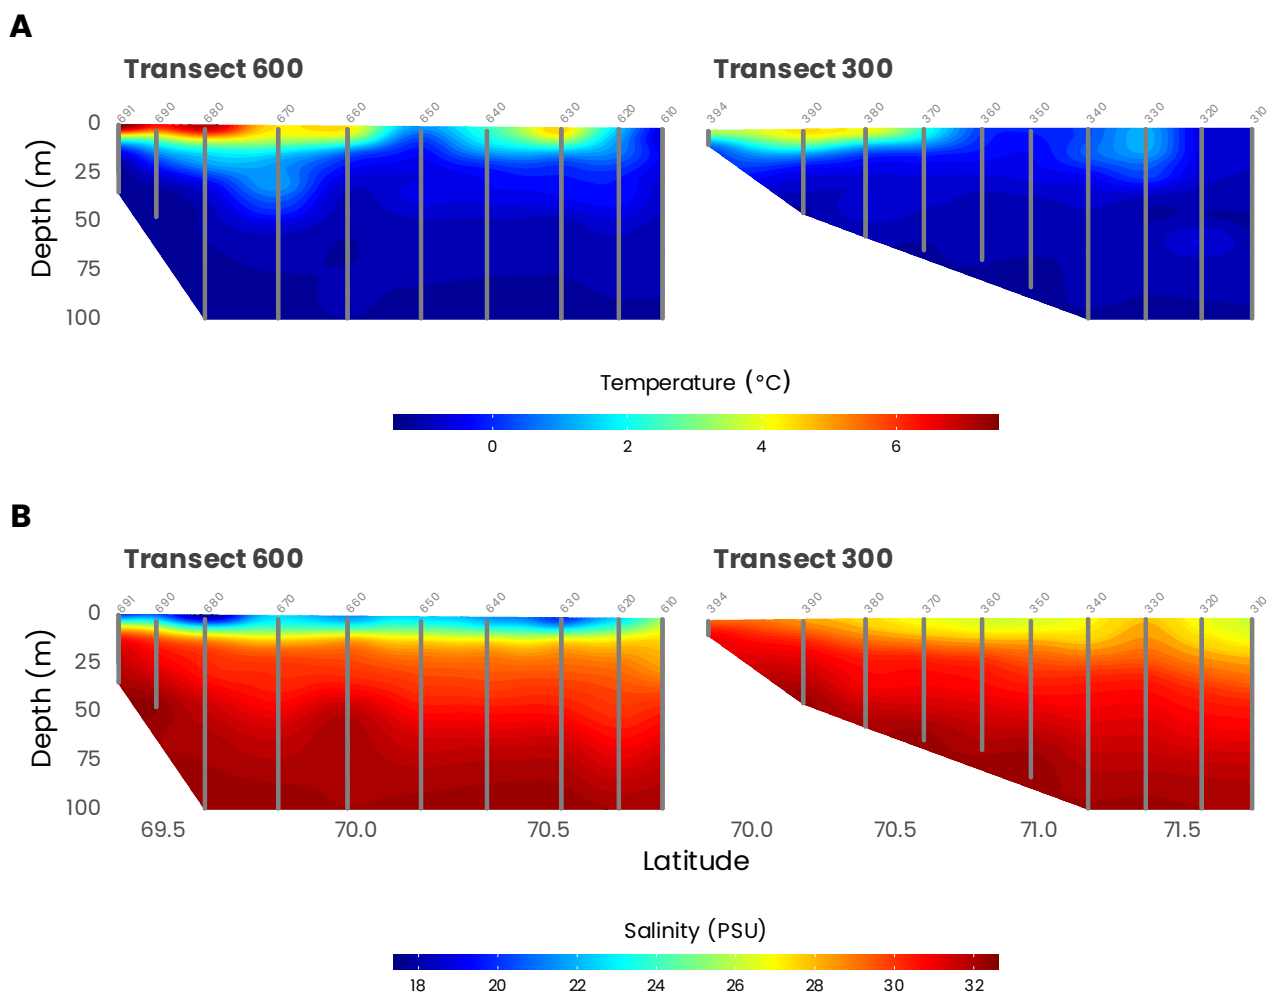 A
Transect 600
Transect 300
691 690 680 670 660 650 640 630 620 610
394 390 380 370 360 350 340 330 320 310
0
25
50
75
100
Depth (m)
Temperature (°C)
0 2 4 6
B
Transect 600
Transect 300
691 690 680 670 660 650 640 630 620 610
394 390 380 370 360 350 340 330 320 310
0
25
50
75
100
Depth (m)
69.5 70.0 70.5
70.0 70.5 71.0 71.5
Latitude
Salinity (PSU)
18 20 22 24 26 28 30 32